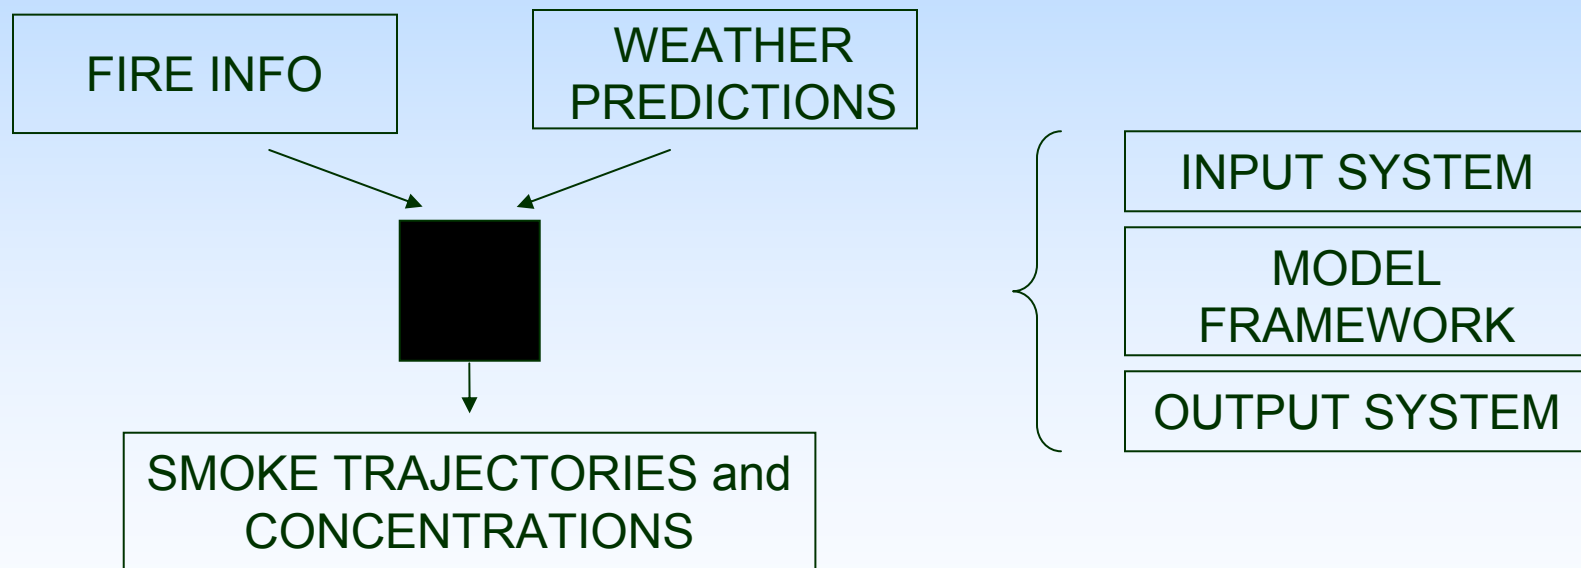 FIRE INFO
WEATHER
PREDICTIONS
INPUT SYSTEM
MODEL
FRAMEWORK
OUTPUT SYSTEM
SMOKE TRAJECTORIES and
CONCENTRATIONS